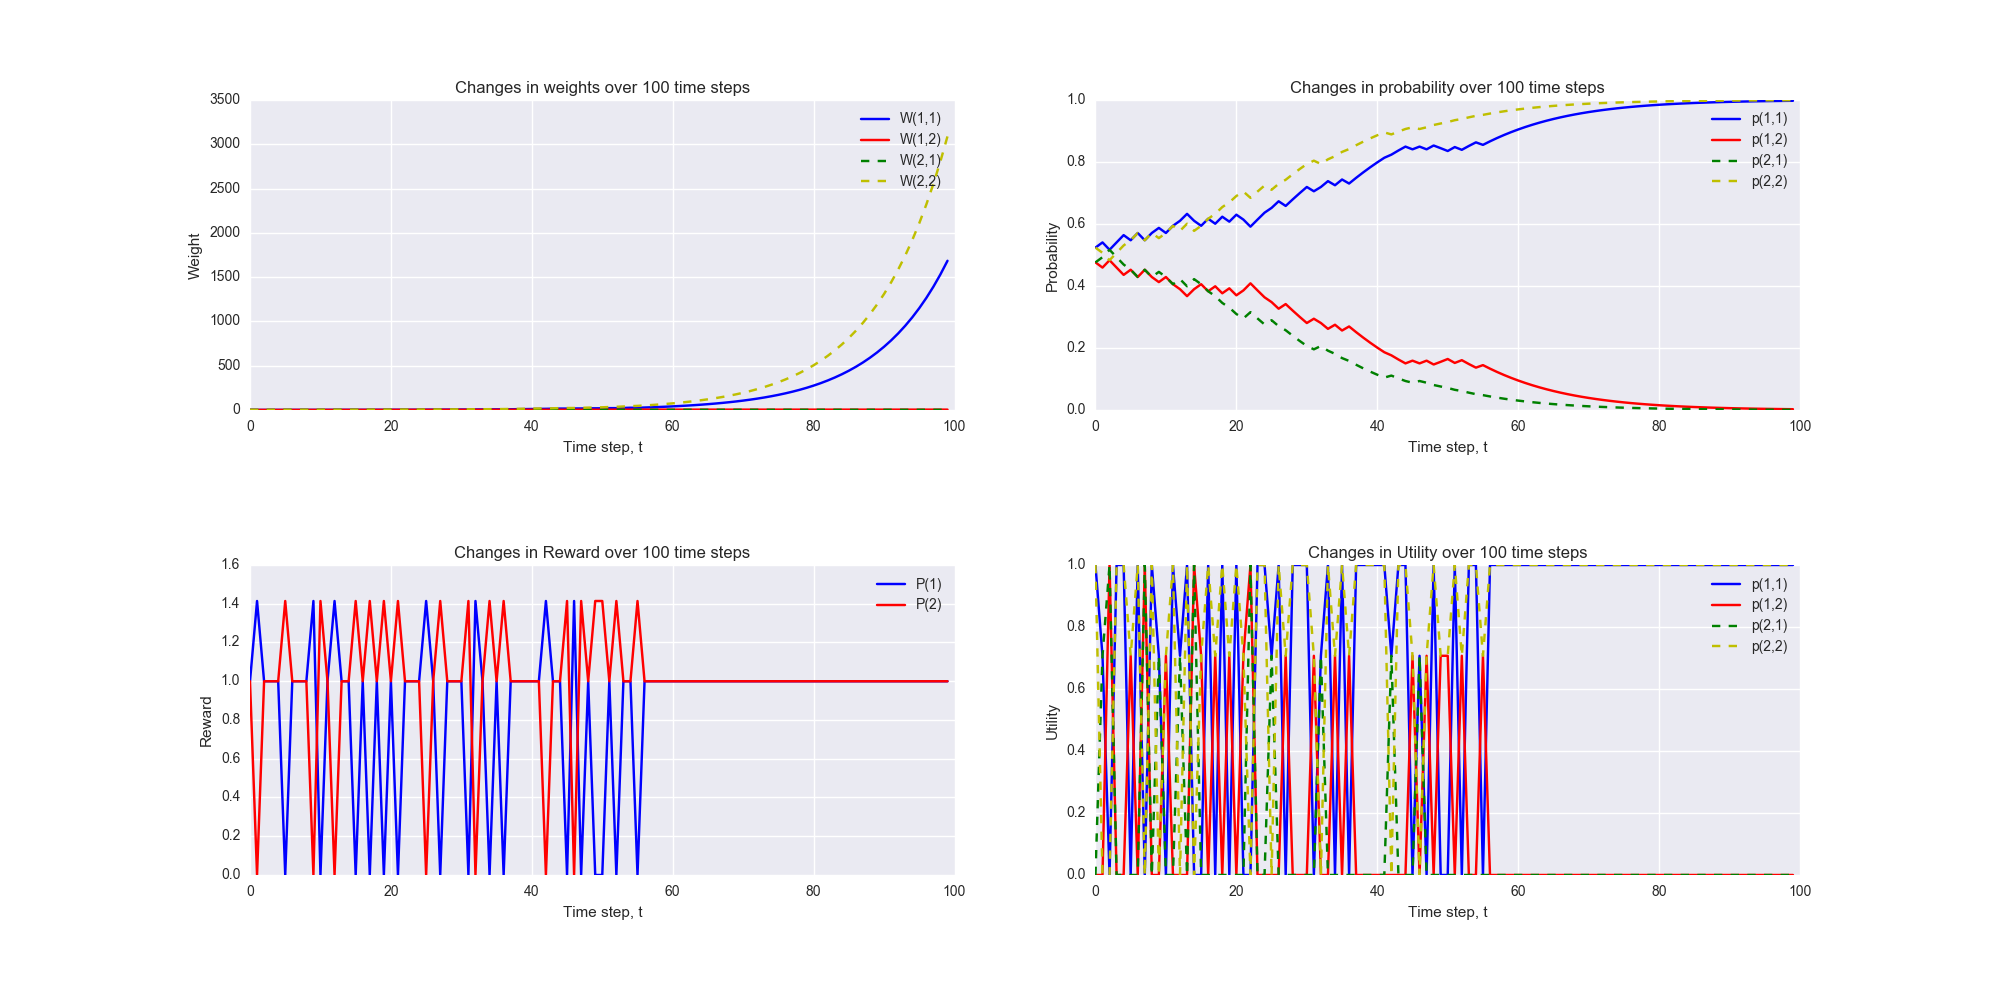 Changes in weights over 100 time steps
3500
3000
2500
2000
1500
1000
500
0
Weight
W(1,1)
W(1,2)
W(2,1)
W(2,2)
0 20 40 60 80 100
Time step, t
Changes in probability over 100 time steps
1.0
0.8
0.6
0.4
0.2
0.0
Probability
p(1,1)
p(1,2)
p(2,1)
p(2,2)
0 20 40 60 80 100
Time step, t
Changes in Reward over 100 time steps
1.6
1.4
1.2
1.0
0.8
0.6
0.4
0.2
0.0
Reward
P(1)
P(2)
0 20 40 60 80 100
Time step, t
Changes in Utility over 100 time steps
1.0
0.8
0.6
0.4
0.2
0.0
Utility
p(1,1)
p(1,2)
p(2,1)
p(2,2)
0 20 40 60 80 100
Time step, t